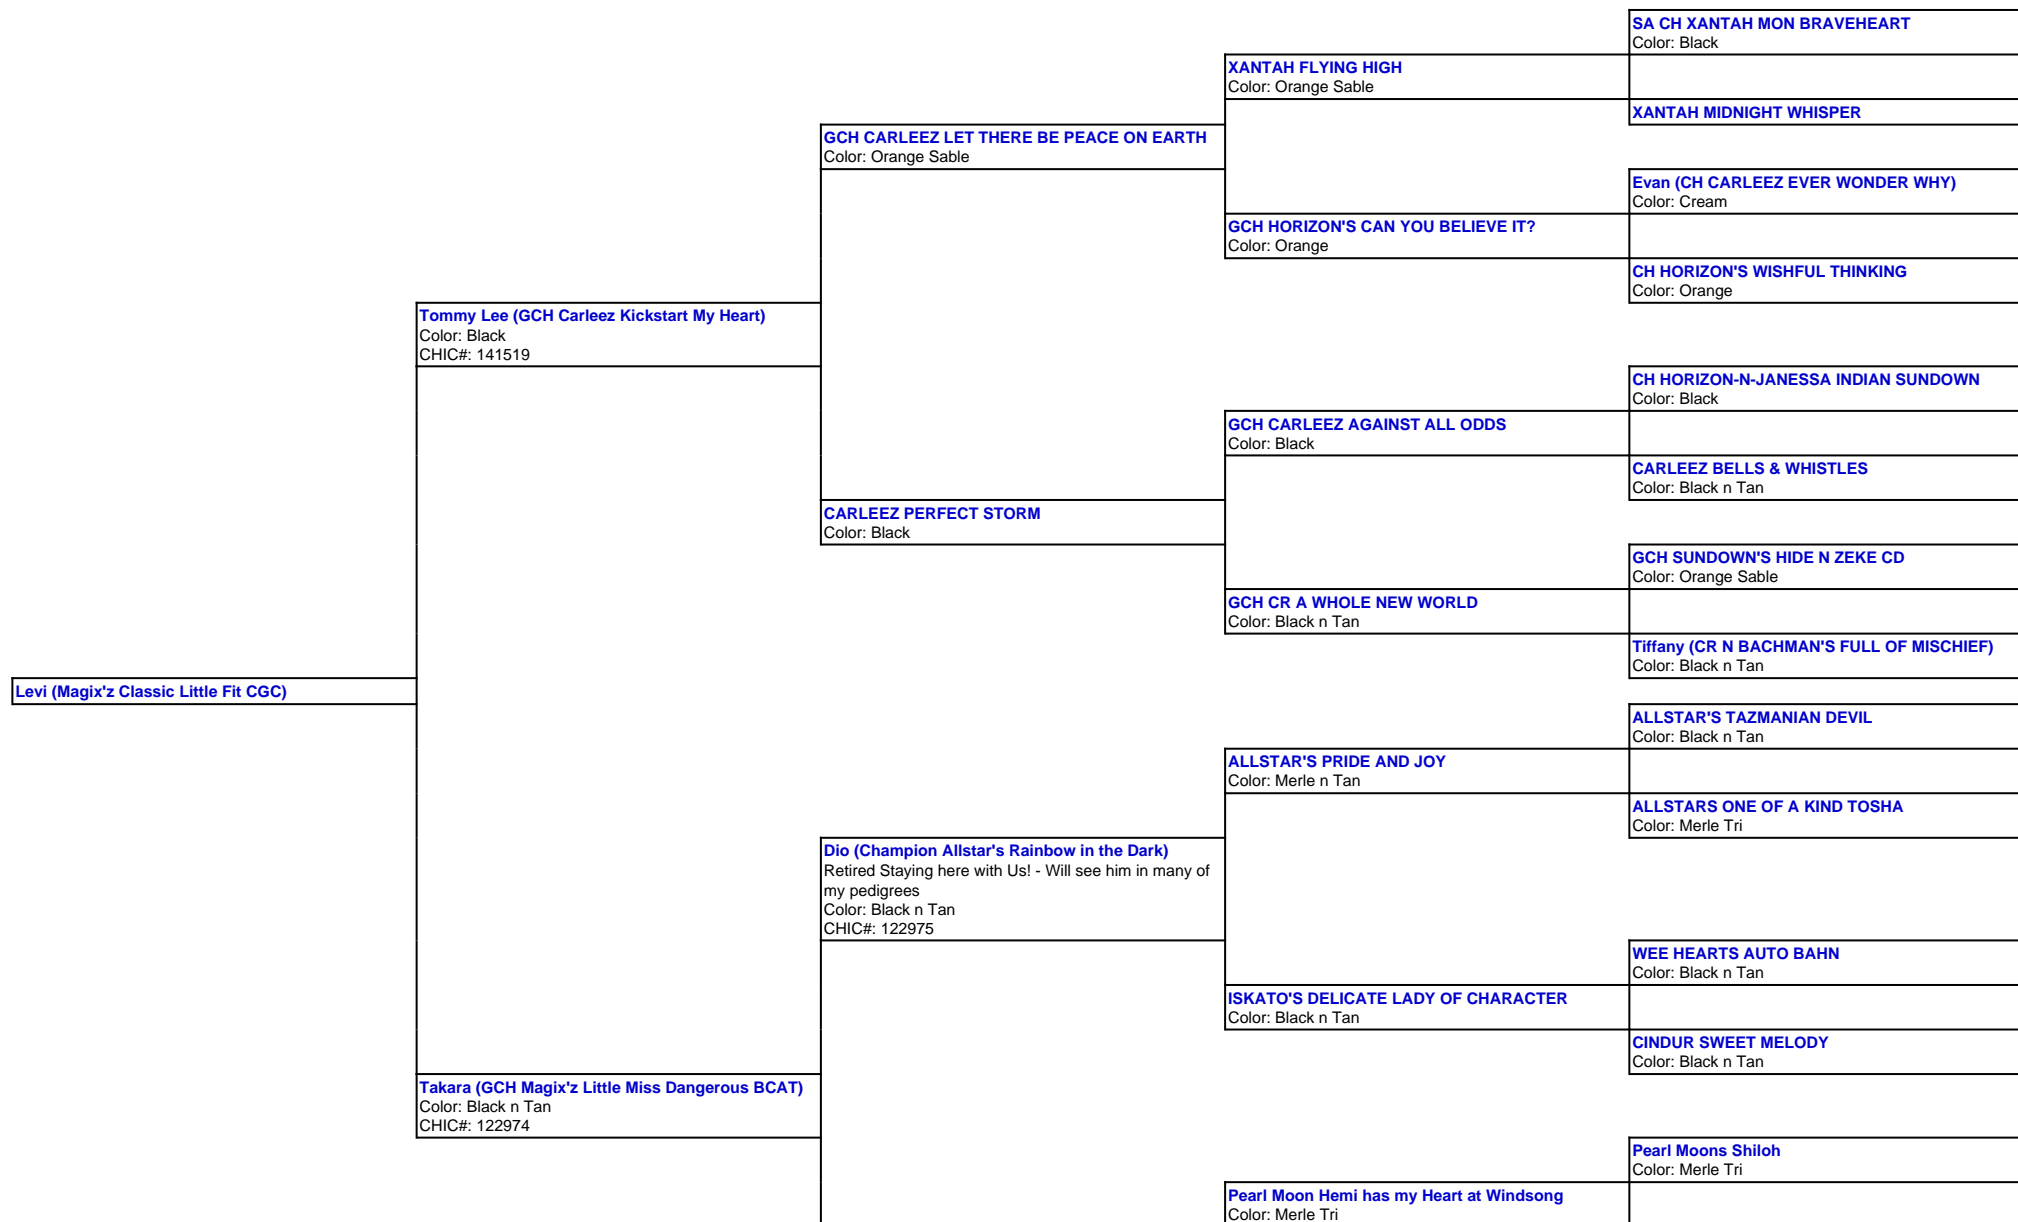 SA CH XANTAH MON BRAVEHEART
Color: Black
XANTAH FLYING HIGH
Color: Orange Sable
XANTAH MIDNIGHT WHISPER
GCH CARLEEZ LET THERE BE PEACE ON EARTH
Color: Orange Sable
Evan (CH CARLEEZ EVER WONDER WHY)
Color: Cream
GCH HORIZON'S CAN YOU BELIEVE IT?
Color: Orange
CH HORIZON'S WISHFUL THINKING
Color: Orange
Tommy Lee (GCH Carleez Kickstart My Heart)
Color: Black
CHIC#: 141519
CH HORIZON-N-JANESSA INDIAN SUNDOWN
Color: Black
GCH CARLEEZ AGAINST ALL ODDS
Color: Black
CARLEEZ BELLS & WHISTLES
Color: Black n Tan
CARLEEZ PERFECT STORM
Color: Black
GCH SUNDOWN'S HIDE N ZEKE CD
Color: Orange Sable
GCH CR A WHOLE NEW WORLD
Color: Black n Tan
Tiffany (CR N BACHMAN'S FULL OF MISCHIEF)
Color: Black n Tan
Levi (Magix'z Classic Little Fit CGC)
ALLSTAR'S TAZMANIAN DEVIL
Color: Black n Tan
ALLSTAR'S PRIDE AND JOY
Color: Merle n Tan
ALLSTARS ONE OF A KIND TOSHA
Color: Merle Tri
Dio (Champion Allstar's Rainbow in the Dark)
Retired Staying here with Us! - Will see him in many of
my pedigrees
Color: Black n Tan
CHIC#: 122975
WEE HEARTS AUTO BAHN
Color: Black n Tan
ISKATO'S DELICATE LADY OF CHARACTER
Color: Black n Tan
CINDUR SWEET MELODY
Color: Black n Tan
Takara (GCH Magix'z Little Miss Dangerous BCAT)
Color: Black n Tan
CHIC#: 122974
Pearl Moons Shiloh
Color: Merle Tri
Pearl Moon Hemi has my Heart at Windsong
Color: Merle Tri